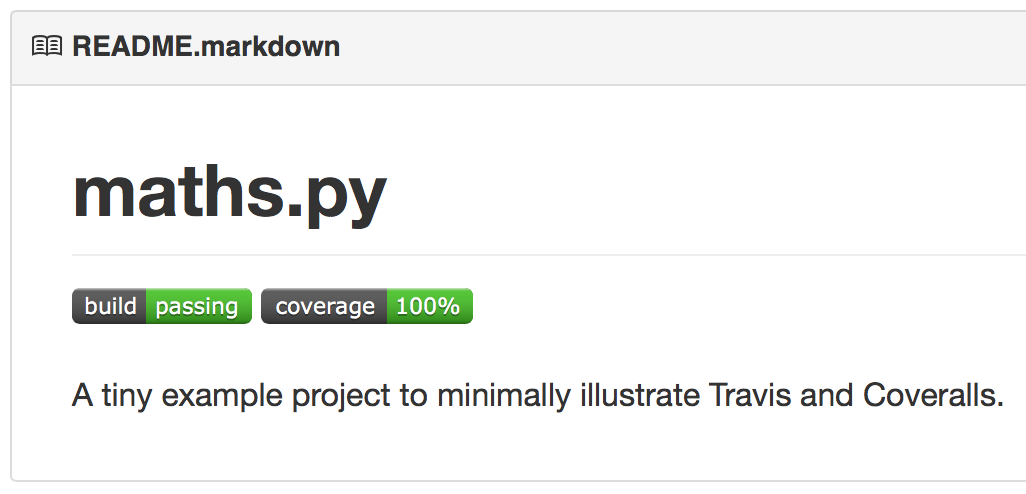 README.markdown
maths.py
build passing coverage 100%
A tiny example project to minimally illustrate Travis and Coveralls.